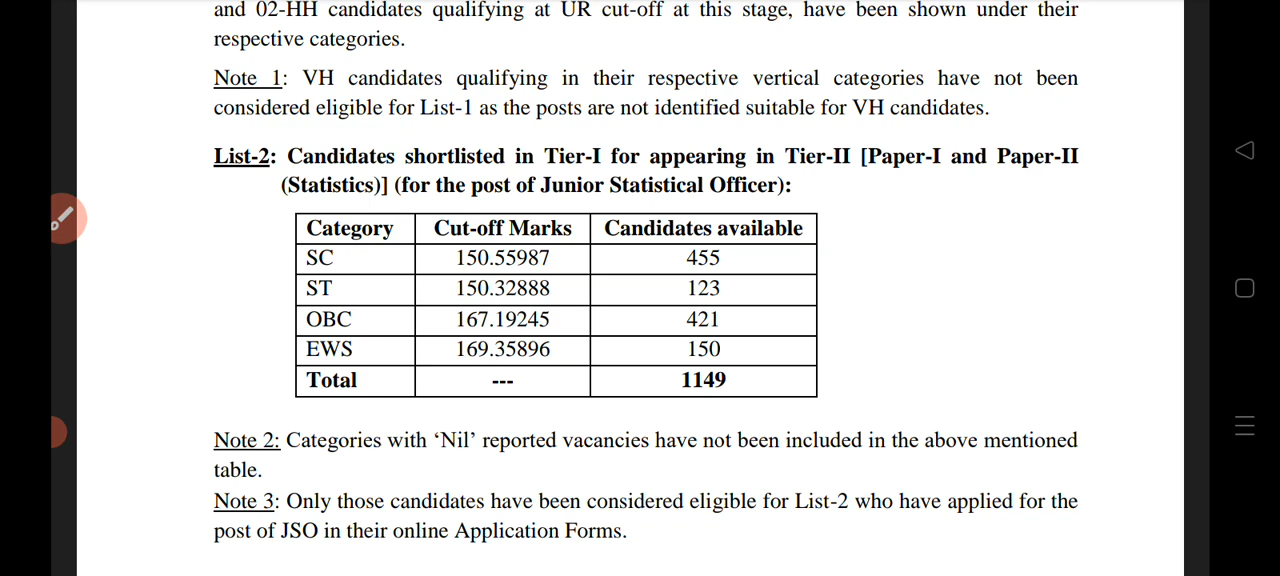 and 02-HH candidates qualifying at UR cut-off at this stage, have been shown under their
respective categories.
Note 1: VH candidates qualifying in their respective vertical categories have not been
considered eligible for List-1 as the posts are not identified suitable for VH candidates.
List-2: Candidates shortlisted in Tier-I for appearing in Tier-II [Paper-I and Paper-II
(Statistics)] (for the post of Junior Statistical Officer):
Category Cut-off Marks Candidates available
SC 150.55987 455
ST 150.32888 123
OBC 167.19245 421
EWS 169.35896 150
Total --- 1149
Note 2: Categories with ‘Nil’ reported vacancies have not been included in the above mentioned
table.
Note 3: Only those candidates have been considered eligible for List-2 who have applied for the
post of JSO in their online Application Forms.